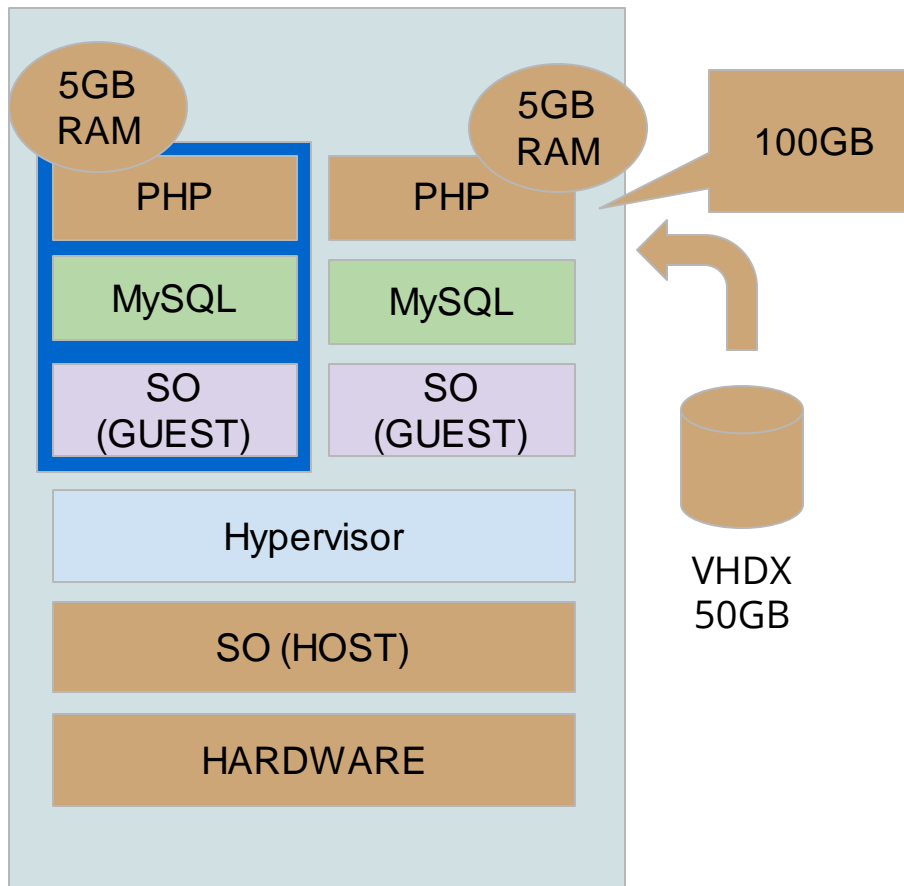 5GB
RAM
5GB
RAM
100GB
PHP
PHP
MySQL
MySQL
SO
(GUEST)
SO
(GUEST)
Hypervisor
VHDX
50GB
SO (HOST)
HARDWARE